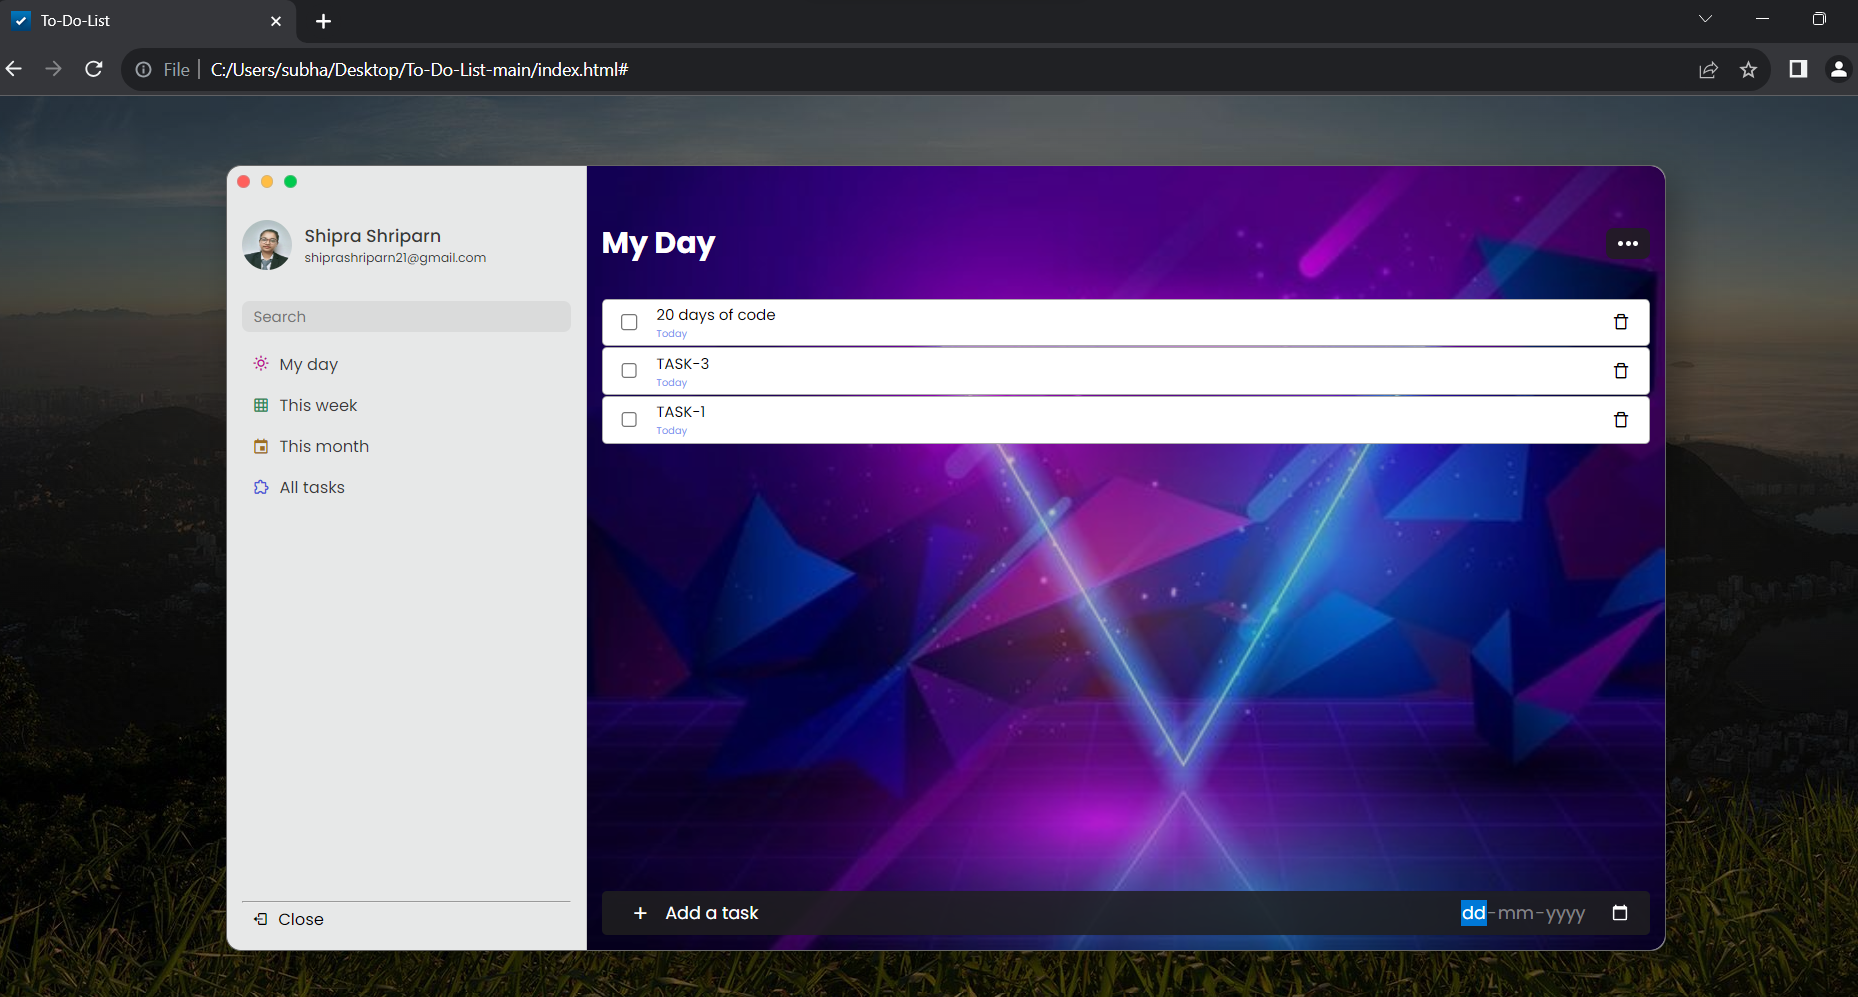 To-Do-List
File
C:/Users/subha/Desktop/To-Do-List-main/index.html#
Shipra Shriparn
shiprashriparn21@gmail.com
Search
My day
This week
This month
All tasks
Close
My Day
20 days of code
Today
TASK-3
Today
TASK-1
Today
Add a task
dd-mm-yyyy